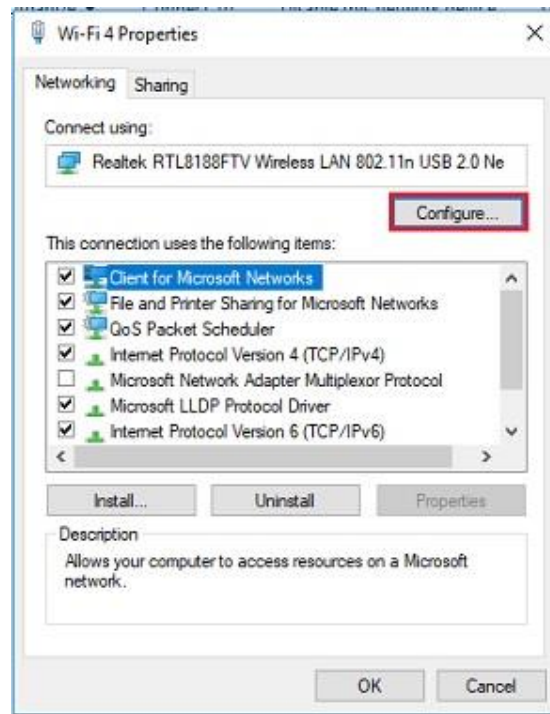 Wi-Fi 4 Properties
Networking
Sharing
Connect using:
Realtek RTL8188FTV Wireless LAN 802.11n USB 2.0 Ne
Configure...
This connection uses the following items:
Client for Microsoft Networks
File and Printer Sharing for Microsoft Networks
QoS Packet Scheduler
Internet Protocol Version 4 (TCP/IPv4)
Microsoft Network Adapter Multiplexor Protocol
Microsoft LLDP Protocol Driver
Internet Protocol Version 6 (TCP/IPv6)
Install...
Uninstall
Properties
Description
Allows your computer to access resources on a Microsoft
network.
OK
Cancel